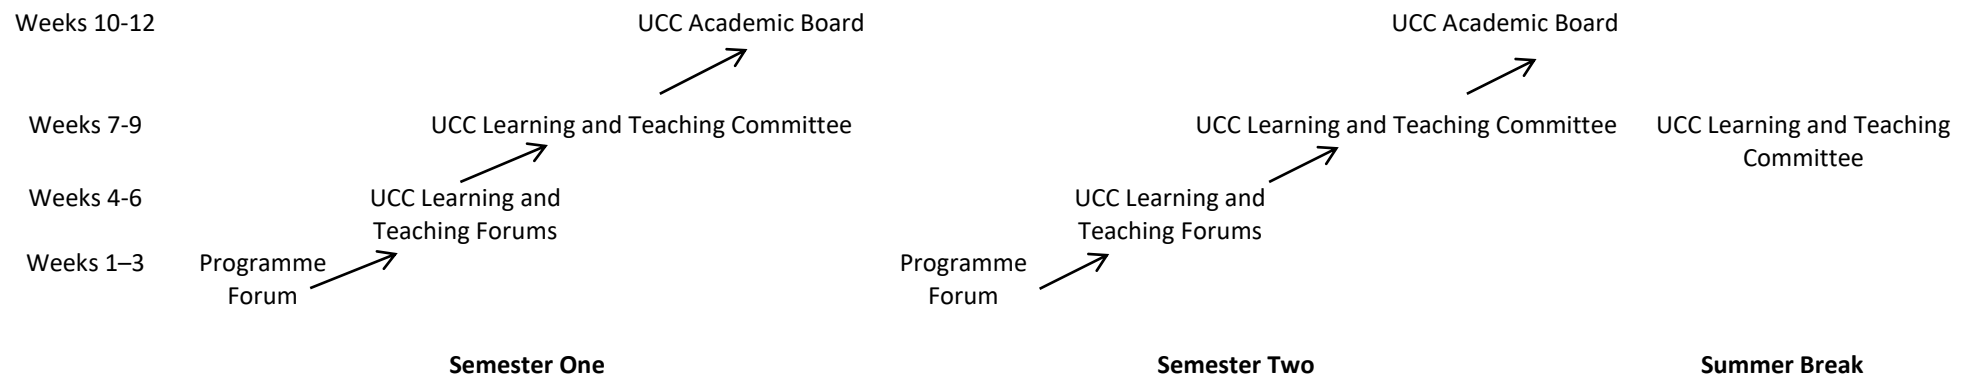 Weeks 10-12 UCC Academic Board UCC Academic Board
Weeks 7-9 UCC Learning and Teaching Committee UCC Learning and Teaching Committee UCC Learning and Teaching
Committee
Weeks 4-6 UCC Learning and UCC Learning and
Teaching Forums Teaching Forums
Weeks 1–3 Programme Programme
Forum Forum
Semester One Semester Two Summer Break